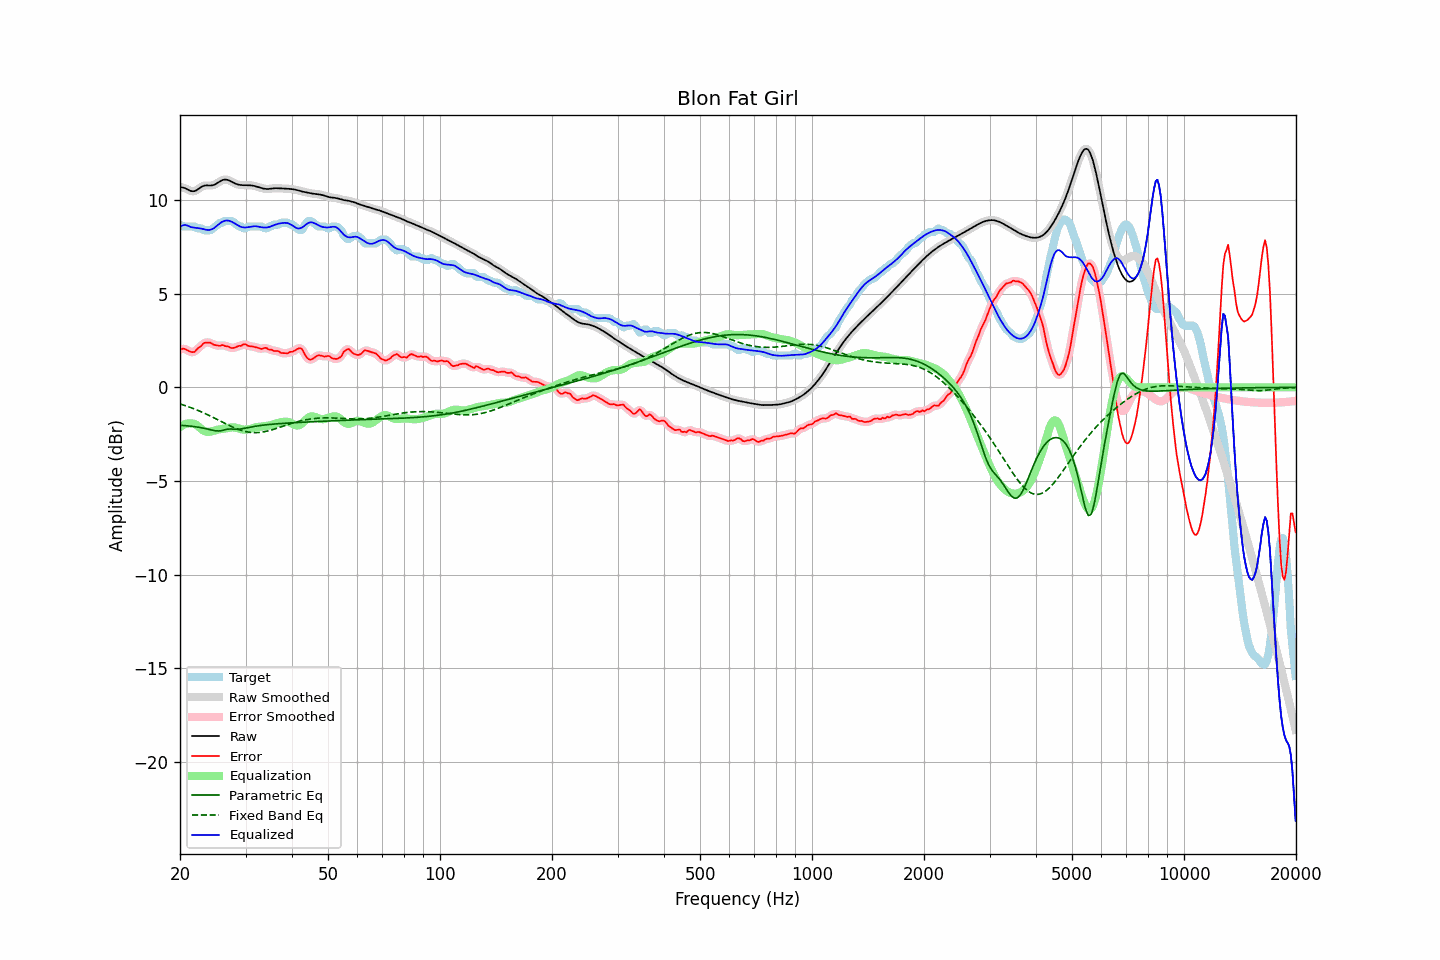 Blon Fat Girl
10
5
0
−5
−10
−15
−20
Amplitude (dBr)
Target
Raw Smoothed
Error Smoothed
Raw
Error
Equalization
Parametric Eq
Fixed Band Eq
Equalized
20 50 100 200 500 1000 2000 5000 10000 20000
Frequency (Hz)